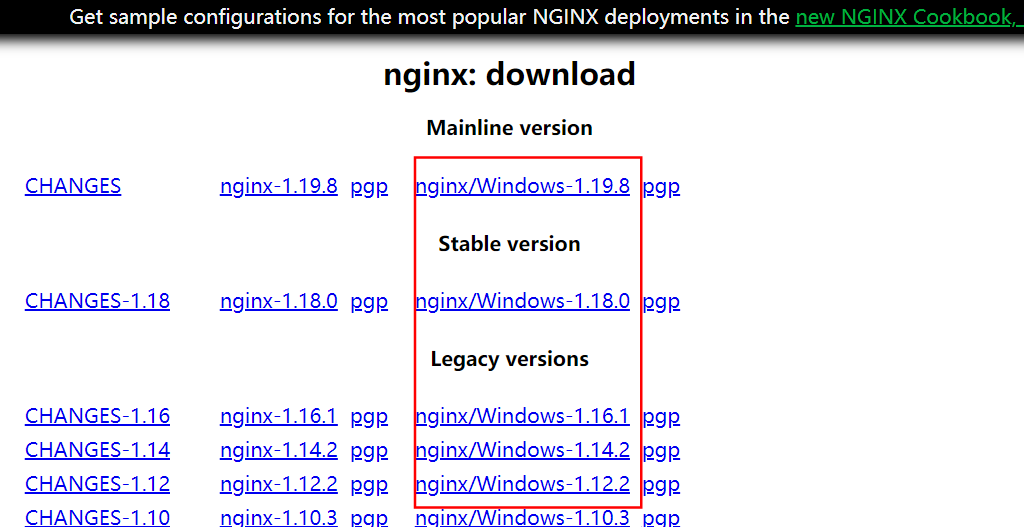 Get sample configurations for the most popular NGINX deployments in the new NGINX Cookbook,
nginx: download
Mainline version
CHANGES nginx-1.19.8 pgp nginx/Windows-1.19.8 pgp
Stable version
CHANGES-1.18 nginx-1.18.0 pgp nginx/Windows-1.18.0 pgp
Legacy versions
CHANGES-1.16 nginx-1.16.1 pgp nginx/Windows-1.16.1 pgp
CHANGES-1.14 nginx-1.14.2 pgp nginx/Windows-1.14.2 pgp
CHANGES-1.12 nginx-1.12.2 pgp nginx/Windows-1.12.2 pgp
CHANGES-1.10 nginx-1.10.3 pgp nginx/Windows-1.10.3 pgp